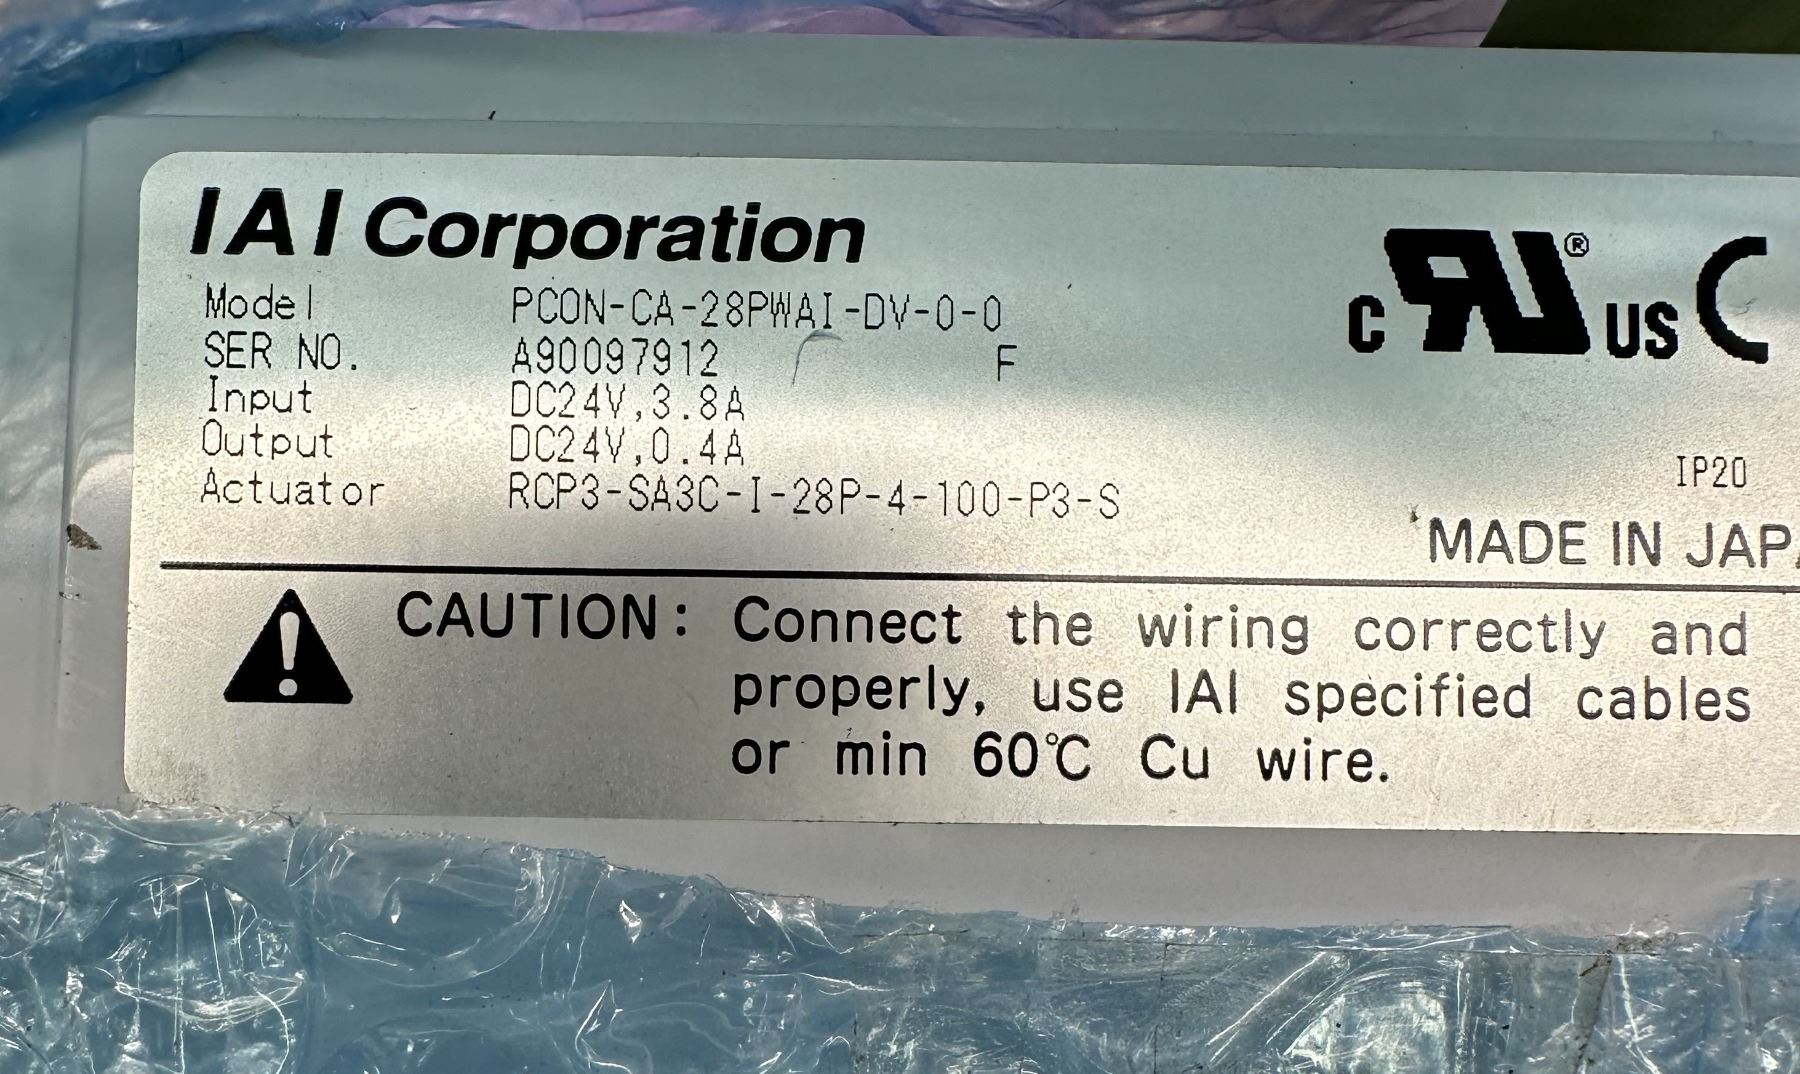 IAI Corporation
Model PCON-CA-28PWAI-DV-0-0
SER NO. A90097912 F
Input DC24V,3.8A
Output DC24V,0.4A
Actuator RCP3-SA3C-I-28P-4-100-P3-S
c RU ® US C
IP20
MADE IN JAPA
CAUTION: Connect the wiring correctly and
properly, use IAI specified cables
or min 60℃ Cu wire.